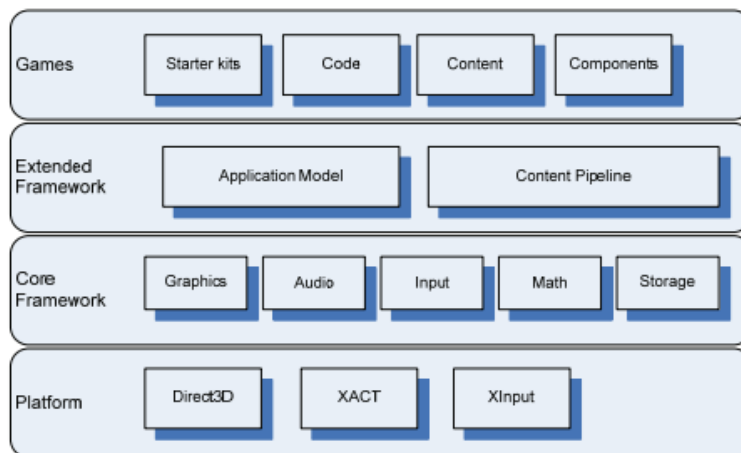 Games
Starter kits
Code
Content
Components
Extended
Framework
Application Model
Content Pipeline
Core
Framework
Graphics
Audio
Input
Math
Storage
Platform
Direct3D
XACT
XInput